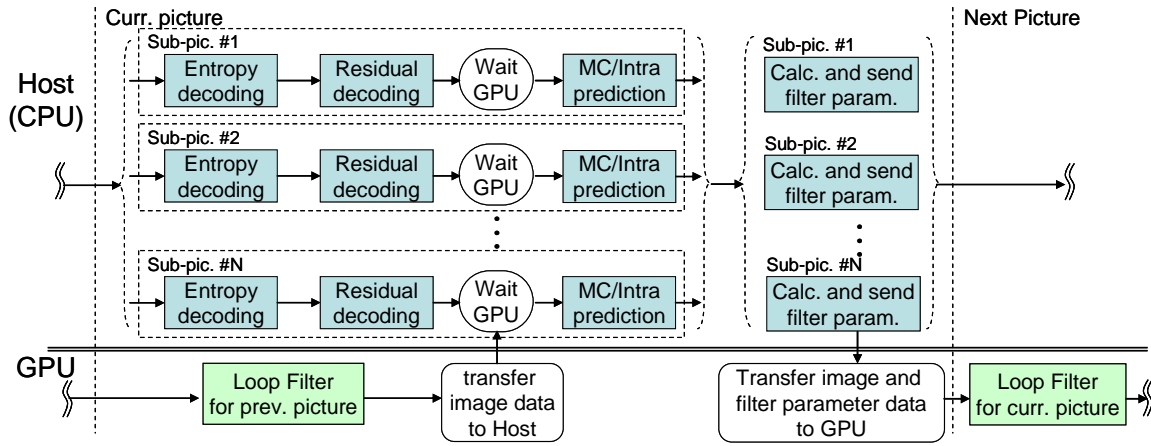 Curr. picture
Next Picture
Host
(CPU)
Sub-pic. #1
Entropy
decoding
Residual
decoding
Wait
GPU
MC/Intra
prediction
Sub-pic. #2
Entropy
decoding
Residual
decoding
Wait
GPU
MC/Intra
prediction
Sub-pic. #N
Entropy
decoding
Residual
decoding
Wait
GPU
MC/Intra
prediction
Sub-pic. #1
Calc. and send
filter param.
Sub-pic. #2
Calc. and send
filter param.
Sub-pic. #N
Calc. and send
filter param.
GPU
Loop Filter
for prev. picture
transfer
image data
to Host
Transfer image and
filter parameter data
to GPU
Loop Filter
for curr. picture